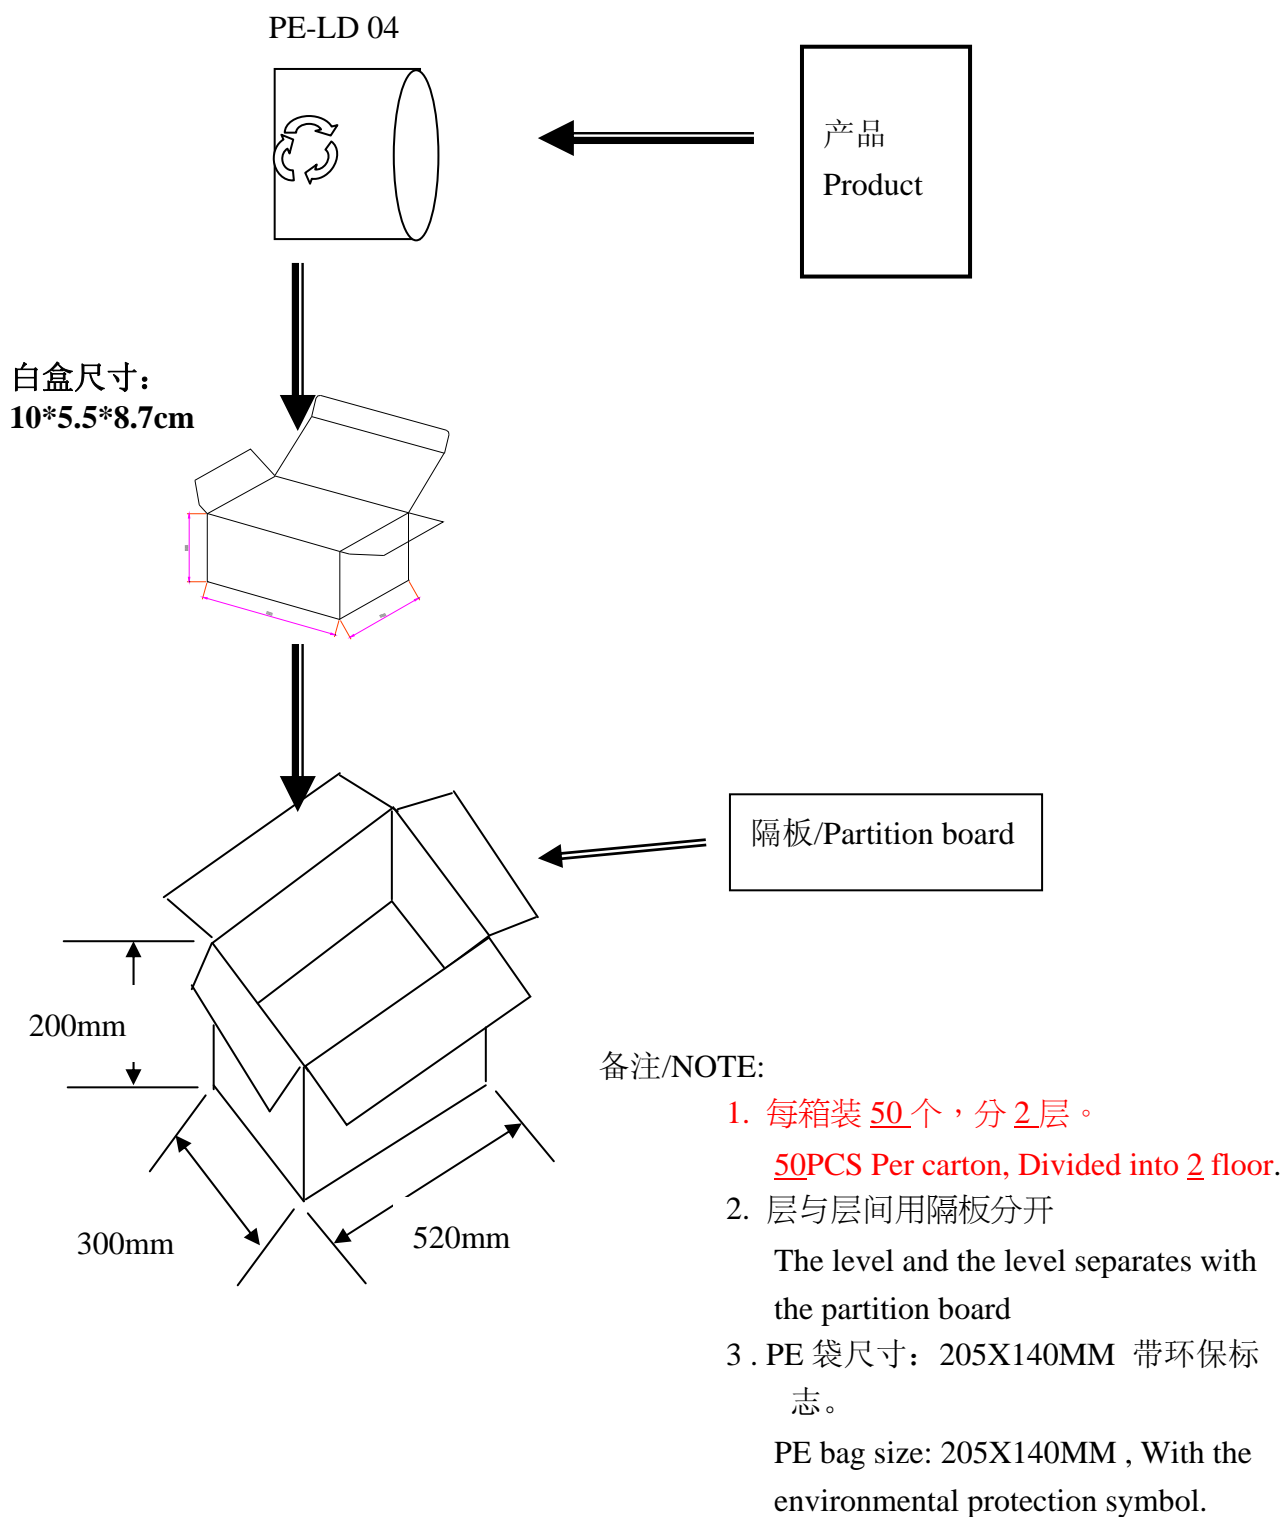 PE-LD 04
产品
Product
白盒尺寸：
10*5.5*8.7cm
隔板/Partition board
200mm
300mm
520mm
备注/NOTE:
1. 每箱装 50 个，分 2 层。
50PCS Per carton, Divided into 2 floor.
2. 层与层间用隔板分开
The level and the level separates with
the partition board
3 . PE 袋尺寸：205X140MM 带环保标
志。
PE bag size: 205X140MM , With the
environmental protection symbol.